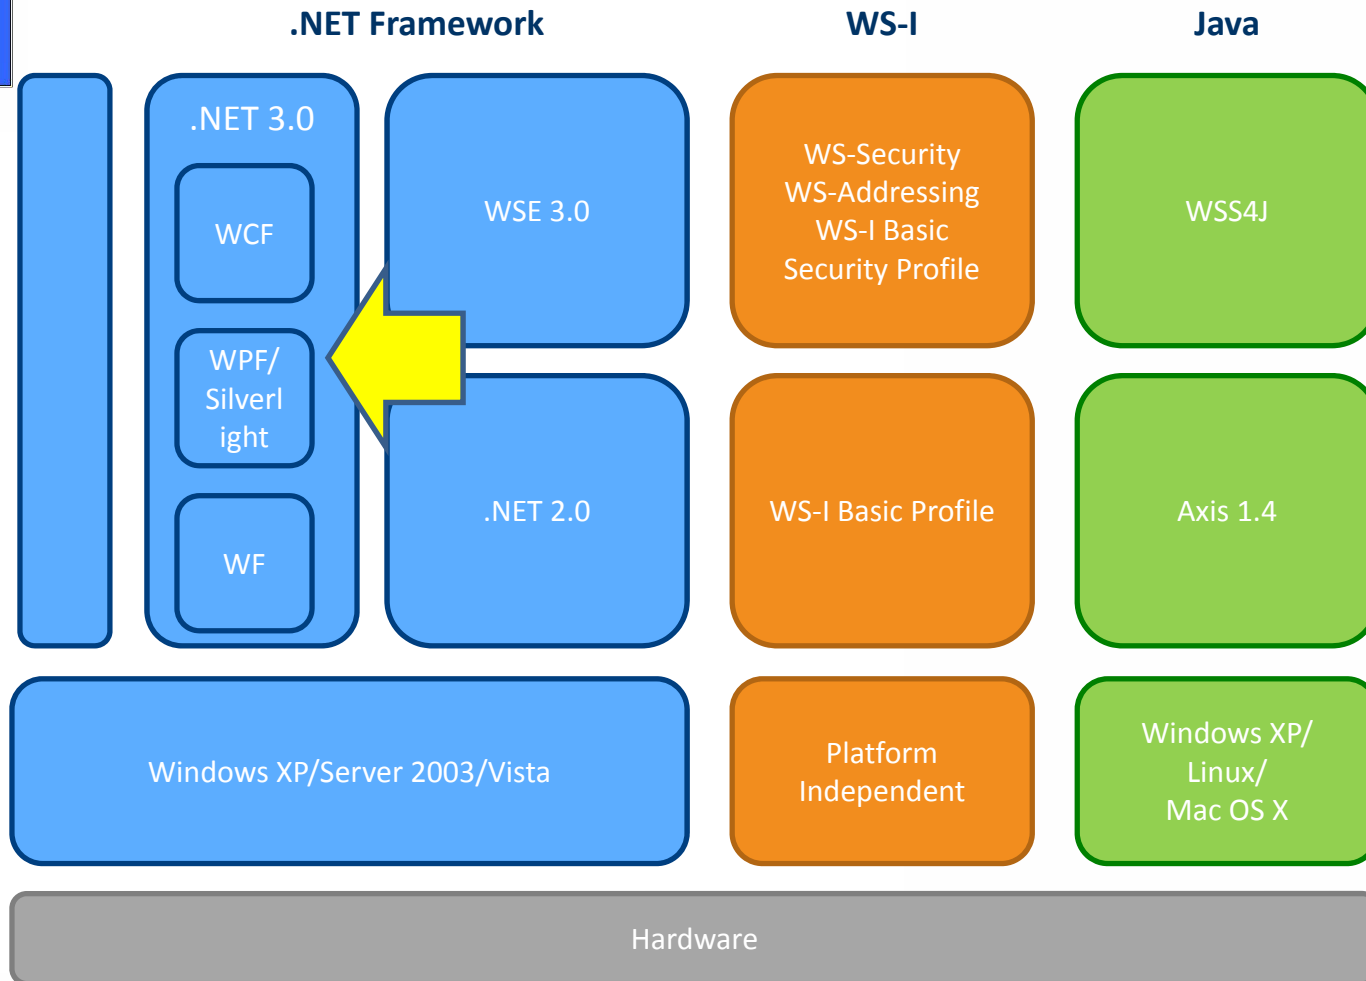 .NET Framework
WS-I
Java
.NET 3.0
WCF
WPF/
Silverl
ight
WF
WSE 3.0
.NET 2.0
WS-Security
WS-Addressing
WS-I Basic
Security Profile
WS-I Basic Profile
WSS4J
Axis 1.4
Windows XP/Server 2003/Vista
Platform
Independent
Windows XP/
Linux/
Mac OS X
Hardware